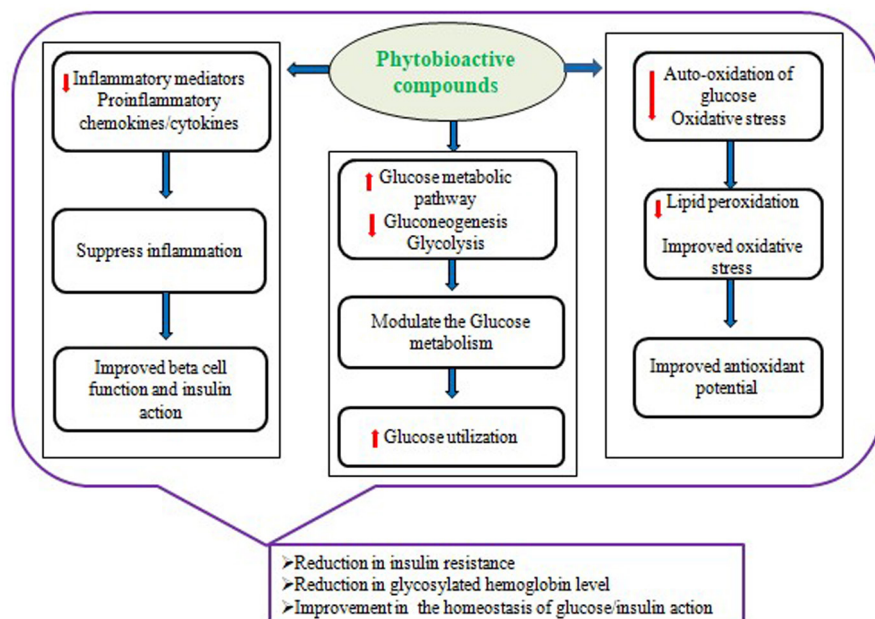 Phytobioactive
compounds
Inflammatory mediators
Proinflammatory
chemokines/cytokines
Suppress inflammation
Improved beta cell
function and insulin
action
Glucose metabolic
pathway
Gluconeogenesis
Glycolysis
Modulate the Glucose
metabolism
Glucose utilization
Auto-oxidation of
glucose
Oxidative stress
Lipid peroxidation
Improved oxidative
stress
Improved antioxidant
potential
➢Reduction in insulin resistance
➢Reduction in glycosylated hemoglobin level
➢Improvement in the homeostasis of glucose/insulin action